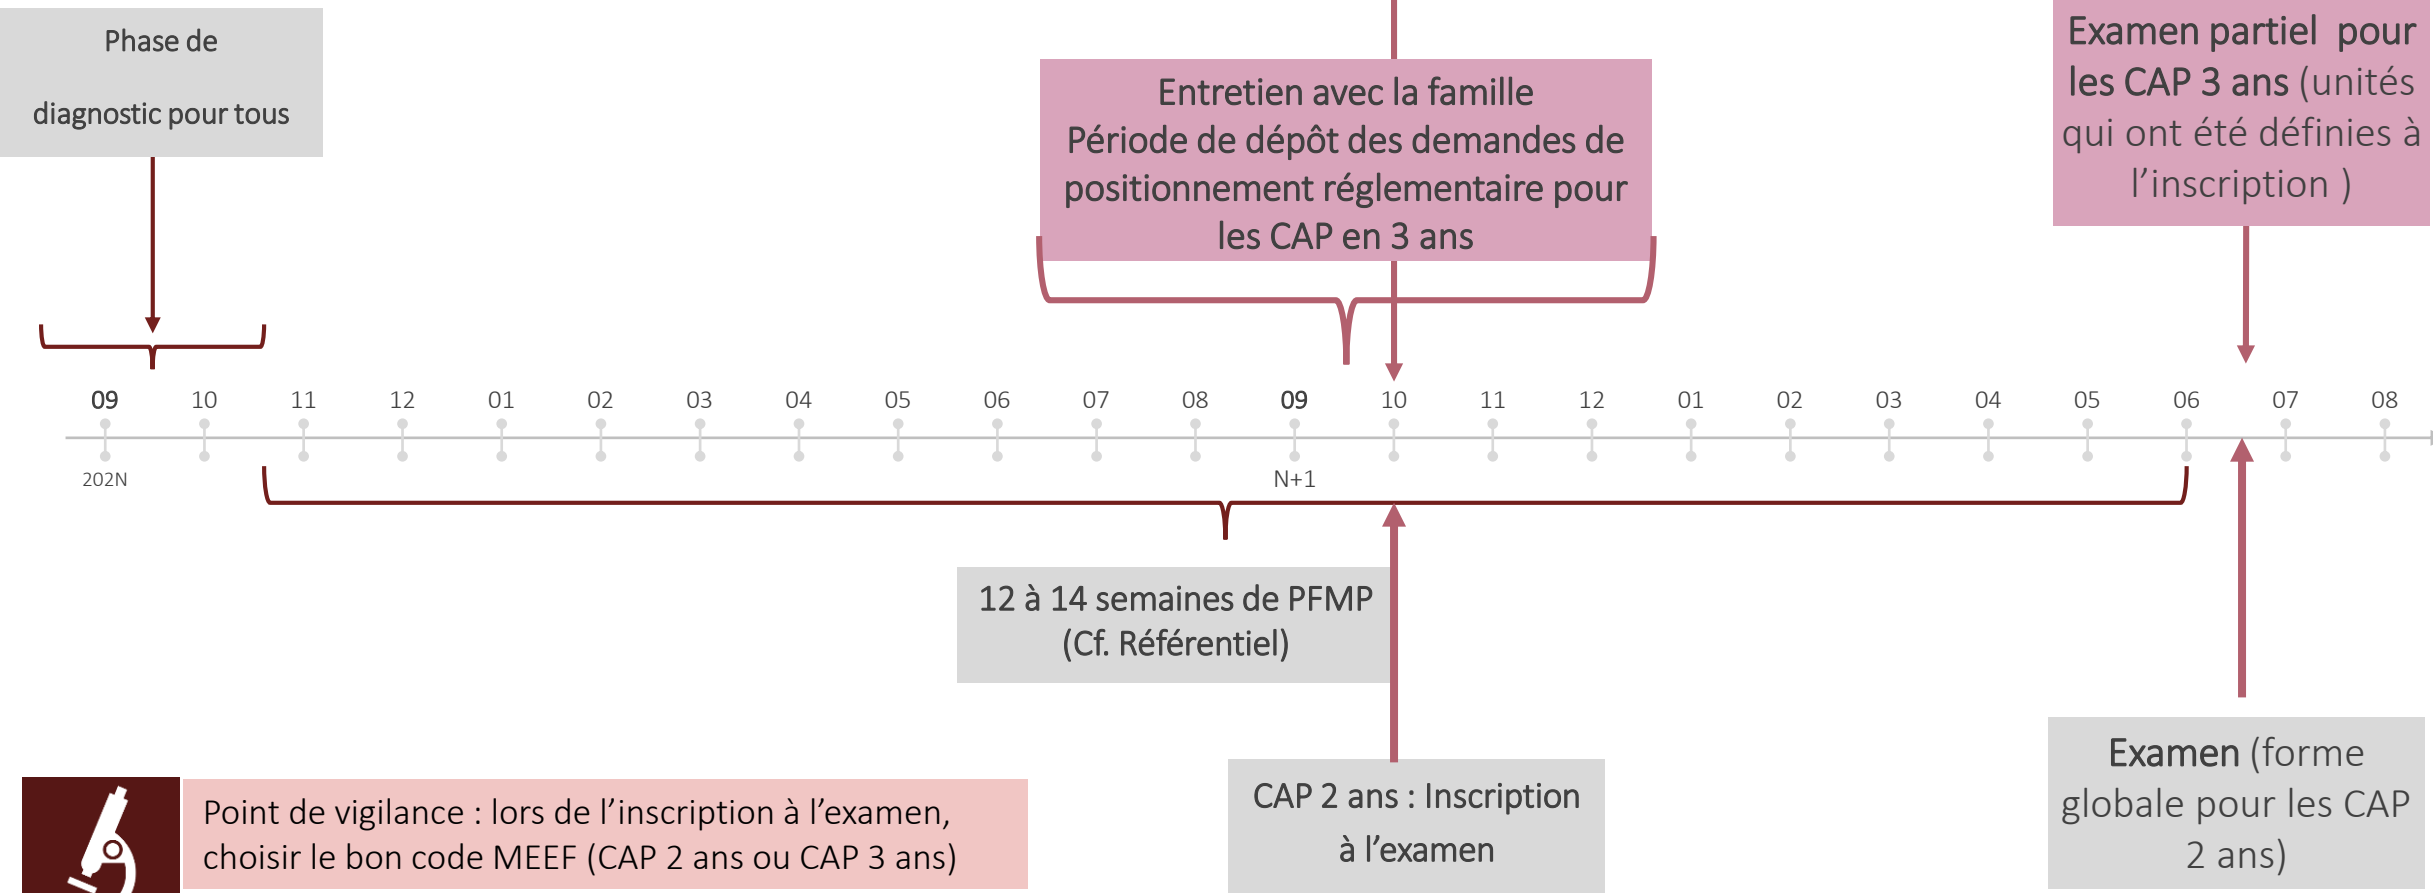 Phase de
diagnostic pour tous
Entretien avec la famille
Période de dépôt des demandes de
positionnement réglementaire pour
les CAP en 3 ans
Examen partiel pour
les CAP 3 ans (unités
qui ont été définies à
l’inscription )
09 10 11 12 01 02 03 04 05 06 07 08 09 10 11 12 01 02 03 04 05 06 07 08
202N N+1
12 à 14 semaines de PFMP
(Cf. Référentiel)
CAP 2 ans : Inscription
à l’examen
Examen (forme
globale pour les CAP
2 ans)
Point de vigilance : lors de l’inscription à l’examen,
choisir le bon code MEEF (CAP 2 ans ou CAP 3 ans)